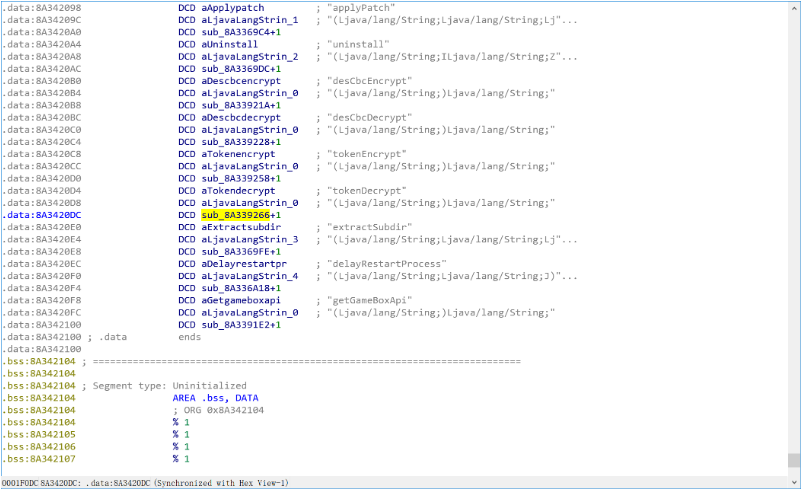 .data:8A342098 DCD aApplypatch ; "applyPatch"
.data:8A34209C DCD aLjavaLangStrin_1 ; "(Ljava/lang/String;Ljava/lang/String;Lj"...
.data:8A3420A0 DCD sub_8A3369C4+1
.data:8A3420A4 DCD aUninstall ; "uninstall"
.data:8A3420A8 DCD aLjavaLangStrin_2 ; "(Ljava/lang/String;ILjava/lang/String;Z"...
.data:8A3420AC DCD sub_8A3369DC+1
.data:8A3420B0 DCD aDescbcencrypt ; "desCbcEncrypt"
.data:8A3420B4 DCD aLjavaLangStrin_0 ; "(Ljava/lang/String;)Ljava/lang/String;"
.data:8A3420B8 DCD sub_8A33921A+1
.data:8A3420BC DCD aDescbcdecrypt ; "desCbcDecrypt"
.data:8A3420C0 DCD aLjavaLangStrin_0 ; "(Ljava/lang/String;)Ljava/lang/String;"
.data:8A3420C4 DCD sub_8A339228+1
.data:8A3420C8 DCD aTokenencrypt ; "tokenEncrypt"
.data:8A3420CC DCD aLjavaLangStrin_0 ; "(Ljava/lang/String;)Ljava/lang/String;"
.data:8A3420D0 DCD sub_8A339258+1
.data:8A3420D4 DCD aTokendecrypt ; "tokenDecrypt"
.data:8A3420D8 DCD aLjavaLangStrin_0 ; "(Ljava/lang/String;)Ljava/lang/String;"
.data:8A3420DC DCD sub_8A339266+1
.data:8A3420E0 DCD aExtractsubdir ; "extractSubdir"
.data:8A3420E4 DCD aLjavaLangStrin_3 ; "(Ljava/lang/String;Ljava/lang/String;Lj"...
.data:8A3420E8 DCD sub_8A3369FE+1
.data:8A3420EC DCD aDelayrestartpr ; "delayRestartProcess"
.data:8A3420F0 DCD aLjavaLangStrin_4 ; "(Ljava/lang/String;Ljava/lang/String;J)"...
.data:8A3420F4 DCD sub_8A336A18+1
.data:8A3420F8 DCD aGetgameboxapi ; "getGameBoxApi"
.data:8A3420FC DCD aLjavaLangStrin_0 ; "(Ljava/lang/String;)Ljava/lang/String;"
.data:8A342100 DCD sub_8A3391E2+1
.data:8A342100 ; .data ends
.data:8A342100
.bss:8A342104 ; ===========================================================================
.bss:8A342104
.bss:8A342104 ; Segment type: Uninitialized
.bss:8A342104 AREA .bss, DATA
.bss:8A342104 ; ORG 0x8A342104
.bss:8A342104 % 1
.bss:8A342105 % 1
.bss:8A342106 % 1
.bss:8A342107 % 1
0001F0DC 8A3420DC: .data:8A3420DC (Synchronized with Hex View-1)